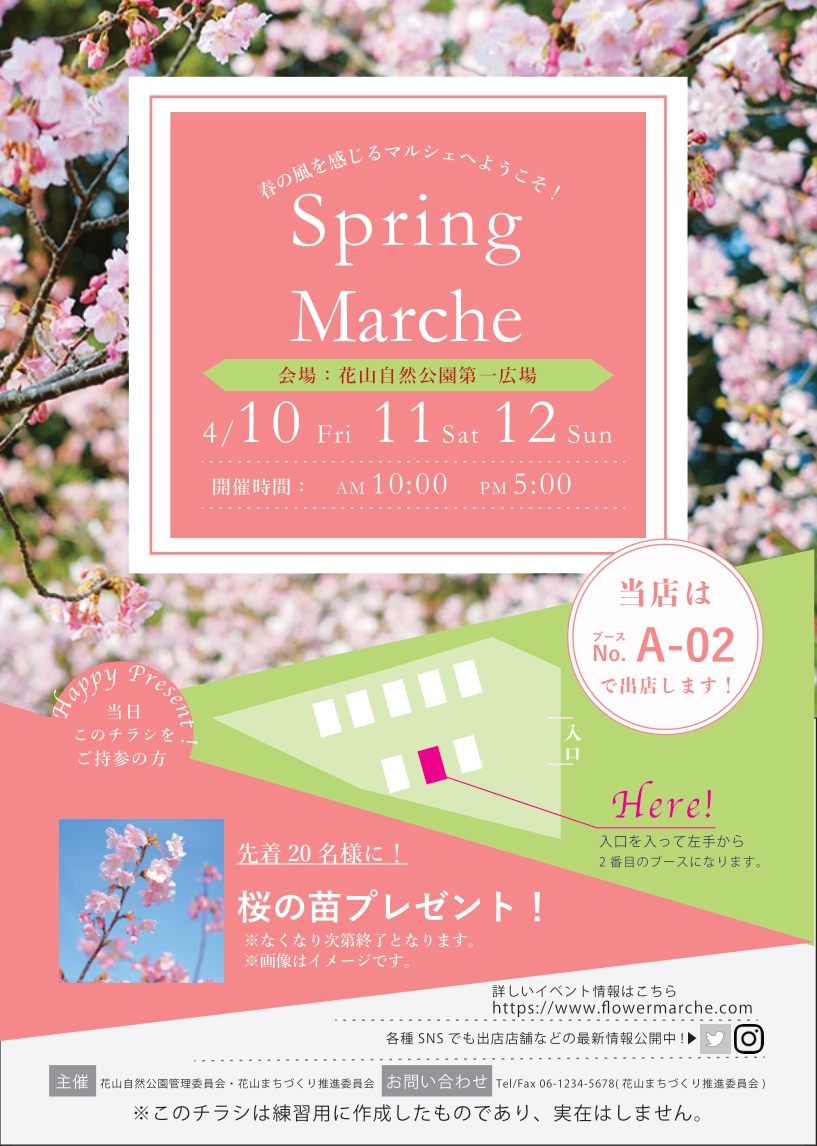 春の風を感じるマルシェへようこそ！
Spring
Marche
会場：花山自然公園第一広場
4/10 Fri 11 Sat 12 Sun
開催時間： AM 10:00 PM 5:00
当店は
ブース
No. A-02
で出店します！
Happy Present !
当日
このチラシを
ご持参の方
入口
Here!
入口を入って左手から
2 番目のブースになります。
先着 20 名様に！
桜の苗プレゼント！
※なくなり次第終了となります。
※画像はイメージです。
詳しいイベント情報はこちら
https://www.flowermarche.com
各種 SNS でも出店店舗などの最新情報公開中 !▶
主催 花山自然公園管理委員会・花山まちづくり推進委員会 お問い合わせ Tel/Fax 06-1234-5678( 花山まちづくり推進委員会 )
※このチラシは練習用に作成したものであり、実在はしません。